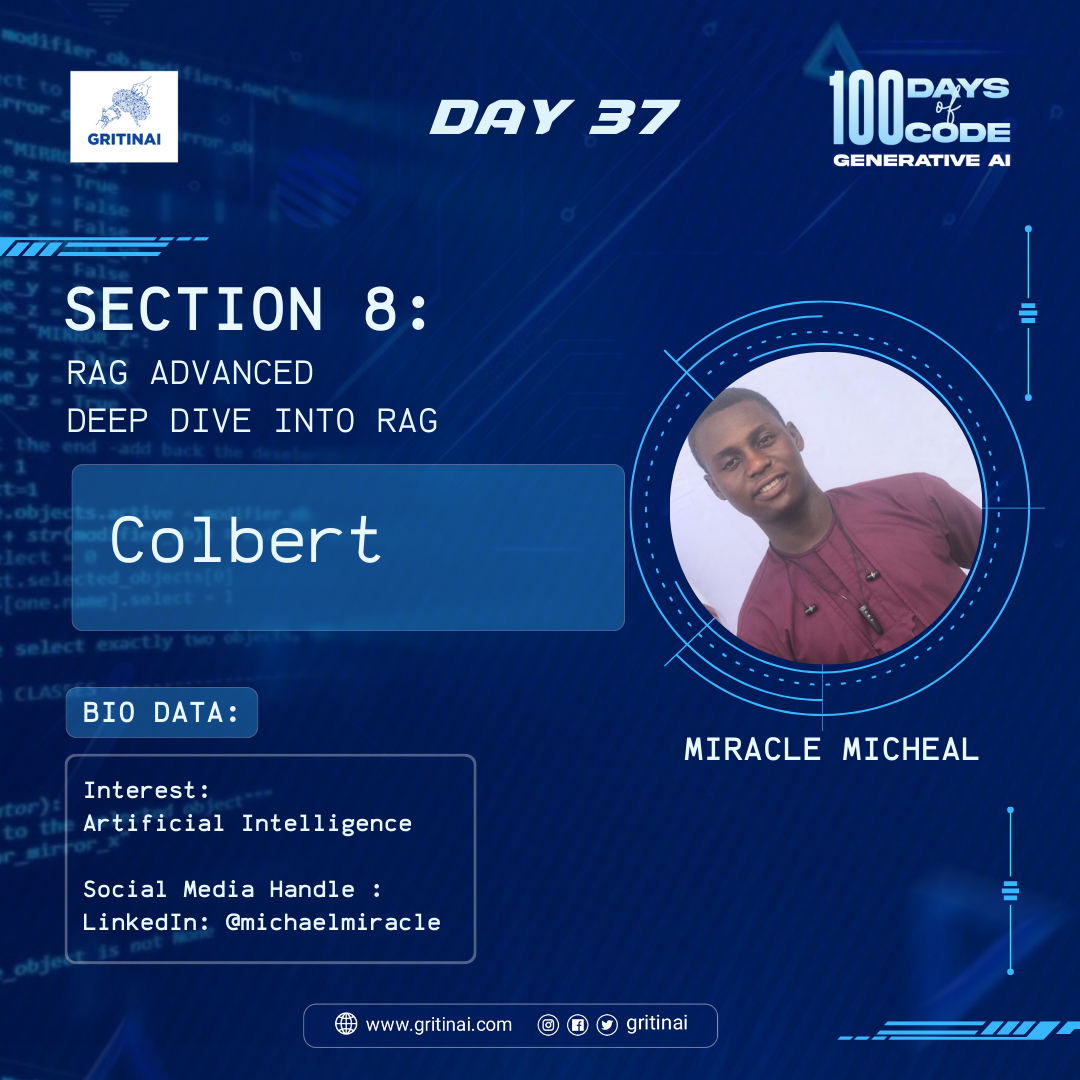 GRITINAI
DAY 37
100 DAYS
of
CODE
GENERATIVE AI
SECTION 8:
RAG ADVANCED
DEEP DIVE INTO RAG
Colbert
BIO DATA:
Interest:
Artificial Intelligence
Social Media Handle :
LinkedIn: @michaelmiracle
MIRACLE MICHEAL
www.gritinai.com gritinai